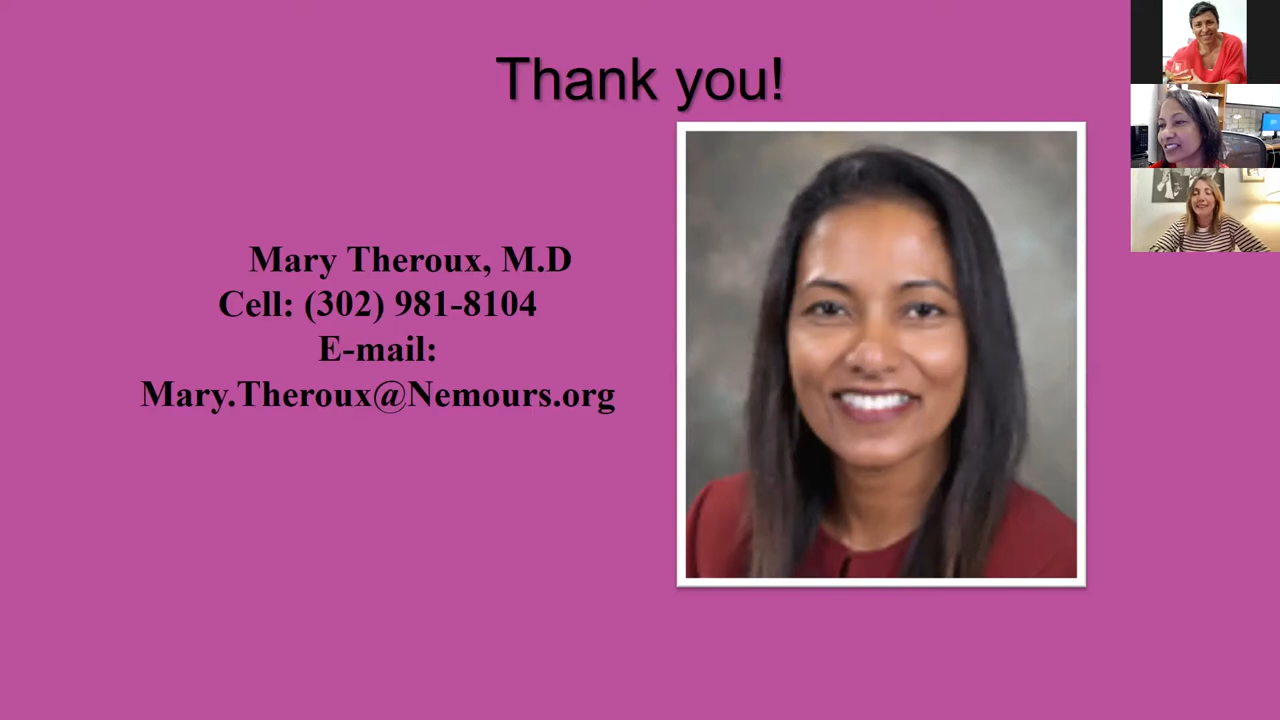 Thank you!
Mary Theroux, M.D
Cell: (302) 981-8104
E-mail:
Mary.Theroux@Nemours.org